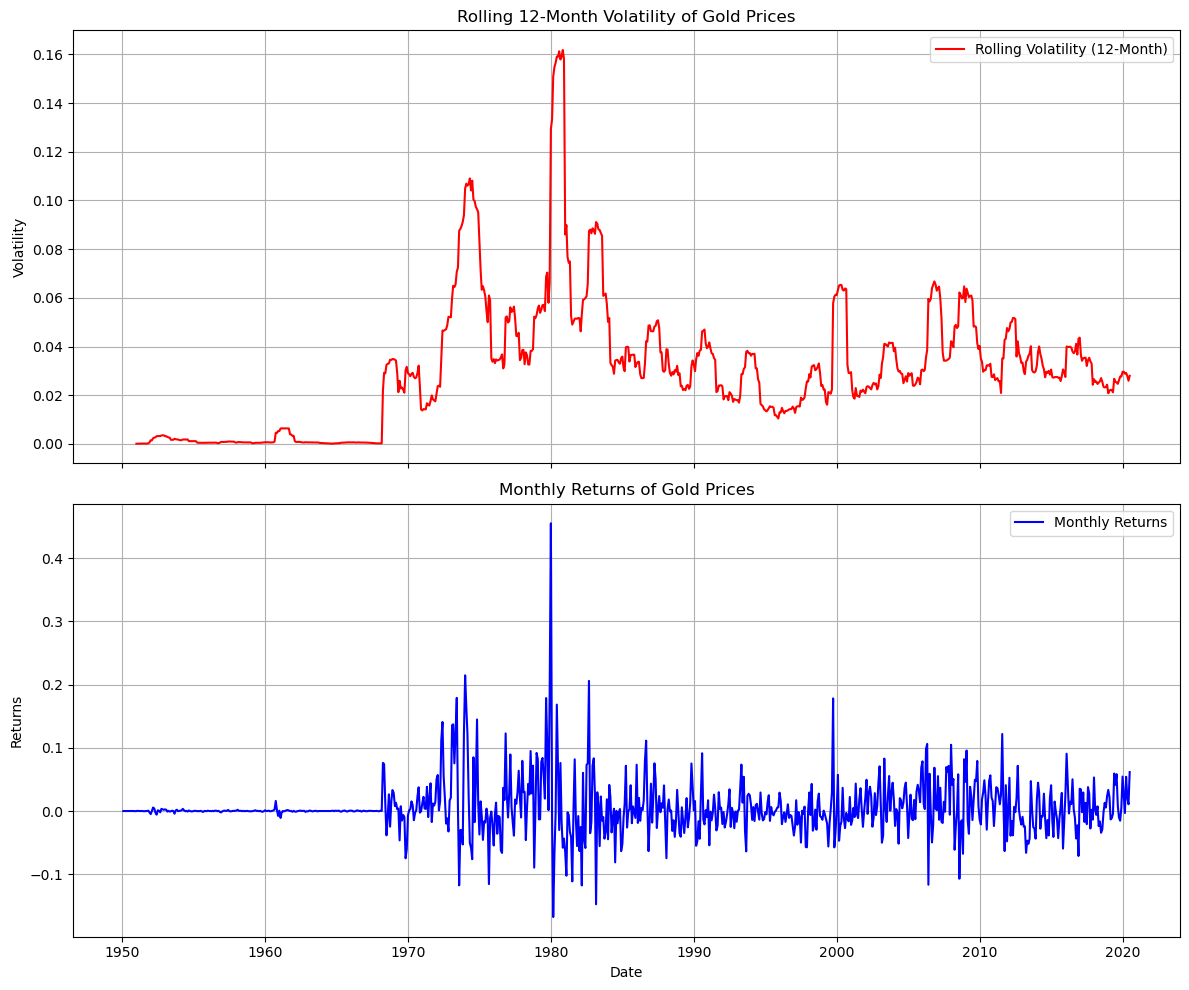 Rolling 12-Month Volatility of Gold Prices
Rolling Volatility (12-Month)
Volatility
0.16
0.14
0.12
0.10
0.08
0.06
0.04
0.02
0.00
Monthly Returns of Gold Prices
Monthly Returns
Returns
0.4
0.3
0.2
0.1
0.0
−0.1
1950 1960 1970 1980 1990 2000 2010 2020
Date